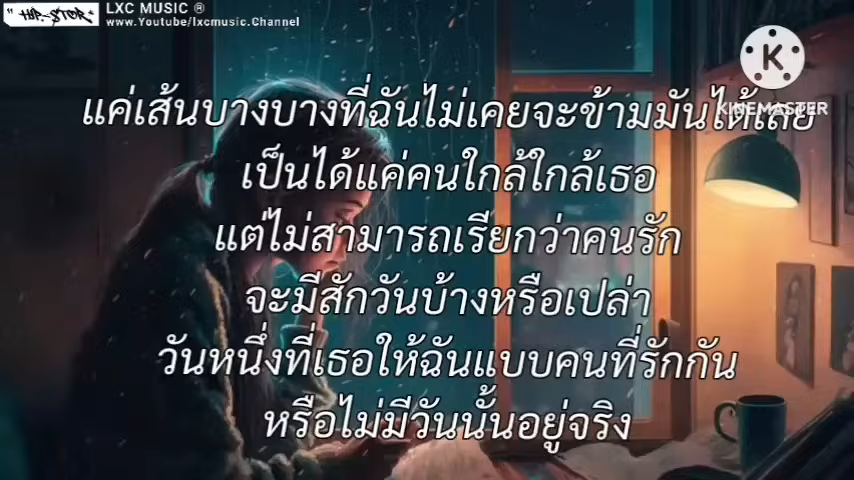 "HIP-STOR"
LXC MUSIC ®
www.Youtube/lxcmusic.Channel
K
KINEMASTER
แค่เส้นบางบางที่ฉันไม่เคยจะข้ามมันได้เลย
เป็นได้แค่คนใกล้ใกล้เธอ
แต่ไม่สามารถเรียกว่าคนรัก
จะมีสักวันบ้างหรือเปล่า
วันหนึ่งที่เธอให้ฉันแบบคนที่รักกัน
หรือไม่มีวันนั้นอยู่จริง